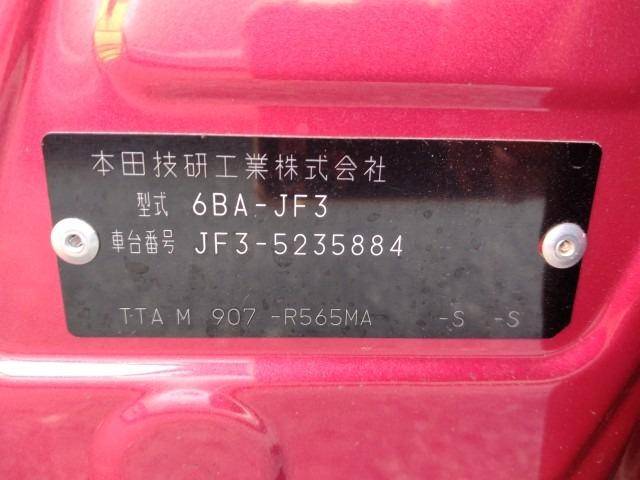 本田技研工業株式会社
型式 6BA-JF3
車台番号 JF3-5235884
TTA M 907 -R565MA -S -S